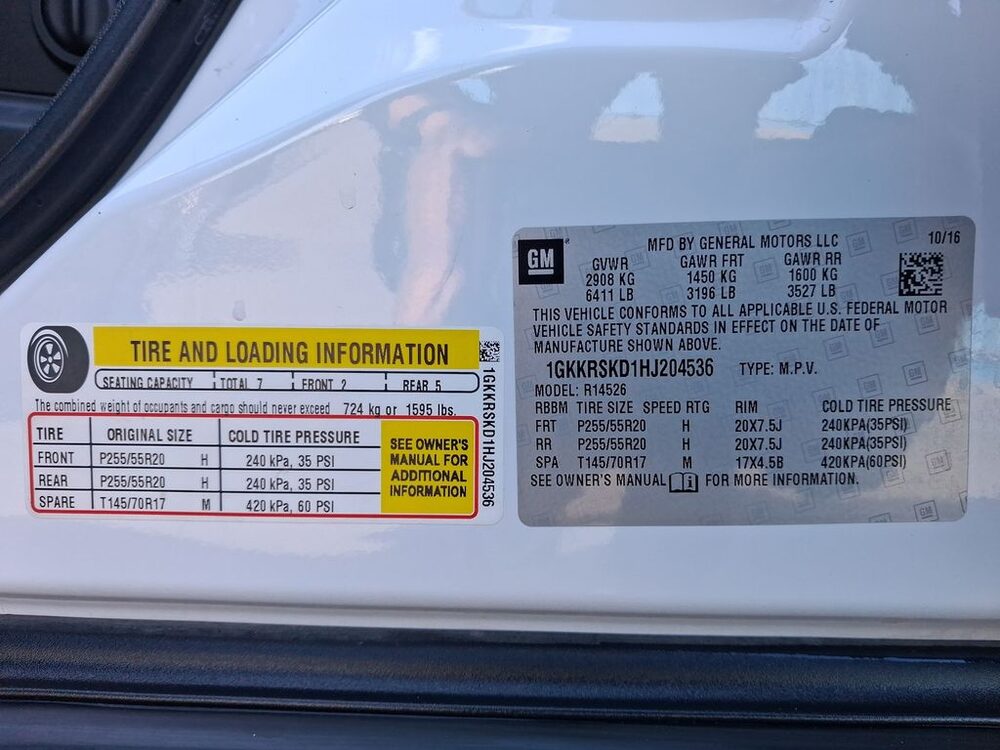 TIRE AND LOADING INFORMATION
SEATING CAPACITY TOTAL 7 FRONT 2 REAR 5
The combined weight of occupants and cargo should never exceed 724 kg or 1595 lbs.
TIRE ORIGINAL SIZE COLD TIRE PRESSURE
FRONT P255/55R20 H 240 kPa, 35 PSI
REAR P255/55R20 H 240 kPa, 35 PSI
SPARE T145/70R17 M 420 kPa, 60 PSI
SEE OWNER'S
MANUAL FOR
ADDITIONAL
INFORMATION
1GKKRSKD1HJ204536
GM
MFD BY GENERAL MOTORS LLC 10/16
GVWR GAWR FRT GAWR RR
2908 KG 1450 KG 1600 KG
6411 LB 3196 LB 3527 LB
THIS VEHICLE CONFORMS TO ALL APPLICABLE U.S. FEDERAL MOTOR
VEHICLE SAFETY STANDARDS IN EFFECT ON THE DATE OF
MANUFACTURE SHOWN ABOVE.
1GKKRSKD1HJ204536 TYPE: M.P.V.
MODEL: R14526
RBBM TIRE SIZE SPEED RTG RIM COLD TIRE PRESSURE
FRT P255/55R20 H 20X7.5J 240KPA(35PSI)
RR P255/55R20 H 20X7.5J 240KPA(35PSI)
SPA T145/70R17 M 17X4.5B 420KPA(60PSI)
SEE OWNER'S MANUAL FOR MORE INFORMATION.